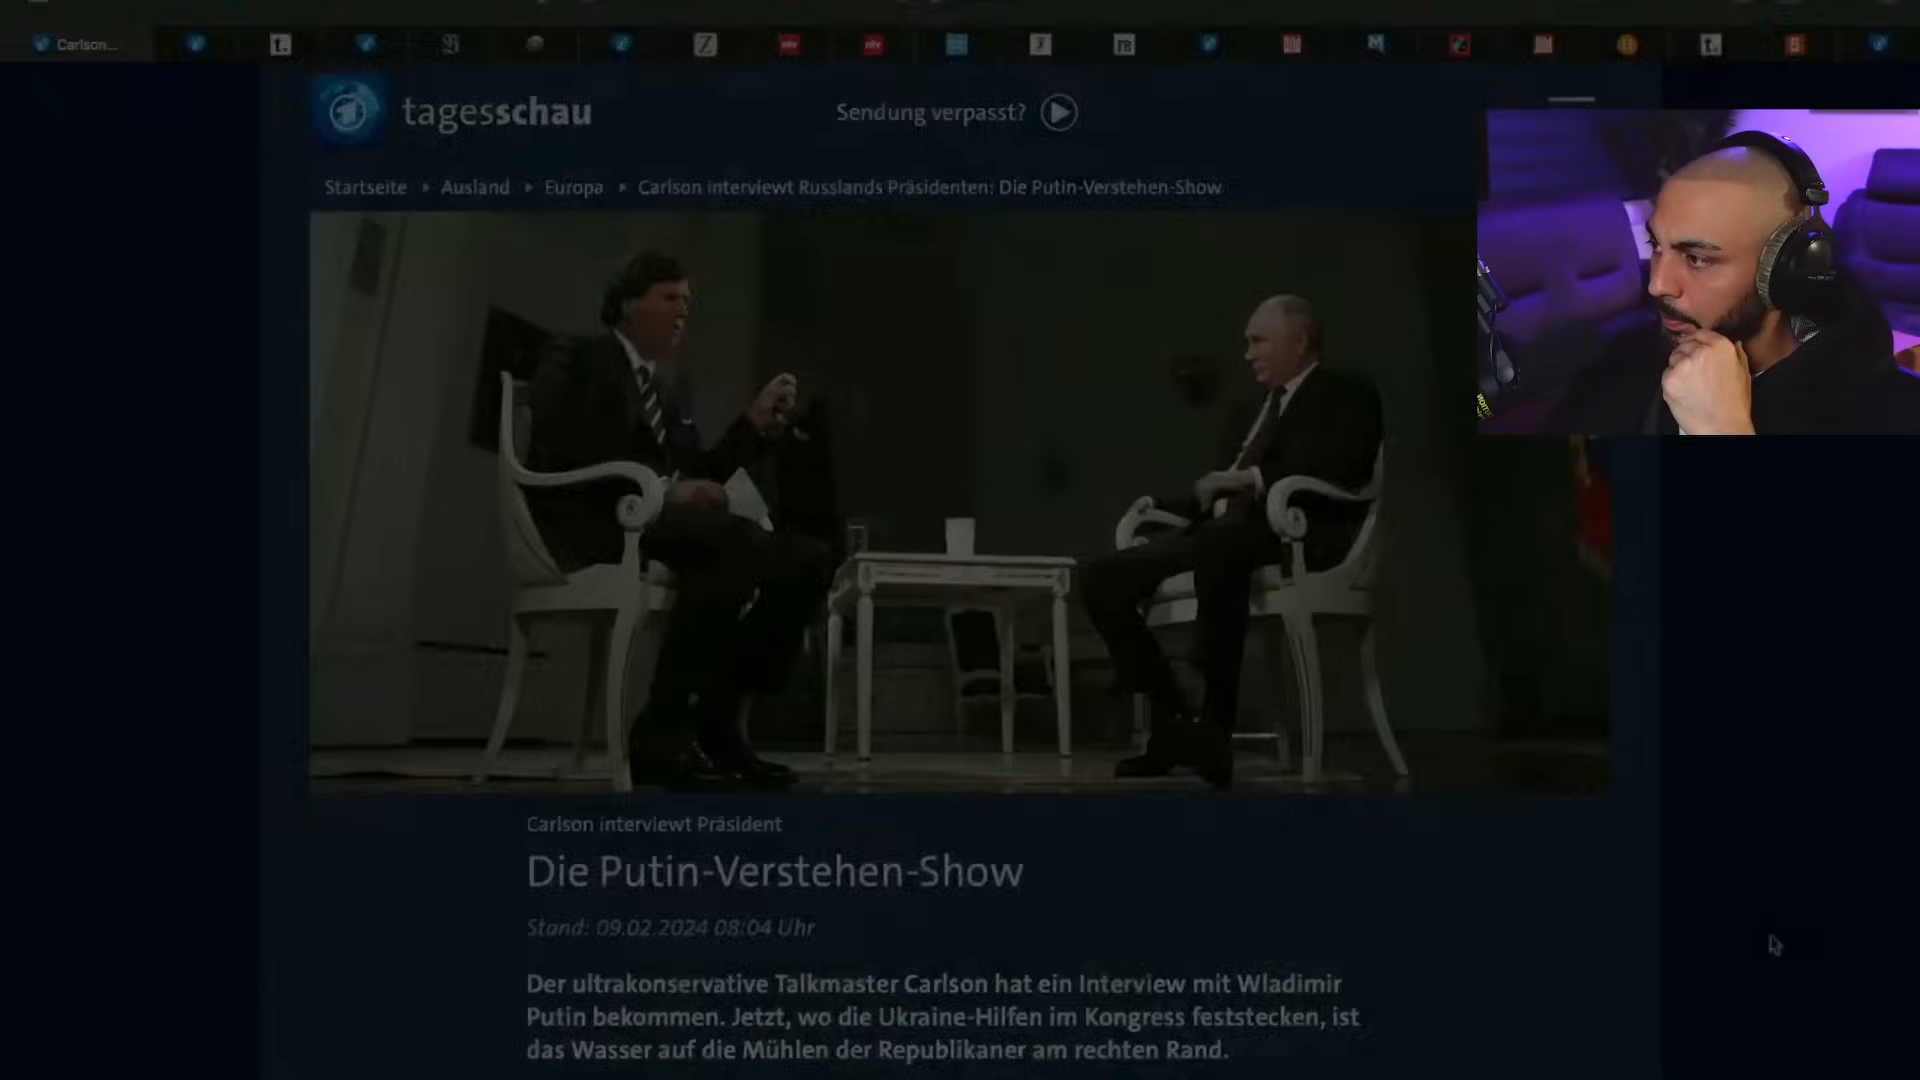 Carlson...
tagesschau
Sendung verpasst?
Startseite ▸ Ausland ▸ Europa ▸ Carlson interviewt Russlands Präsidenten: Die Putin-Verstehen-Show
Carlson interviewt Präsident
Die Putin-Verstehen-Show
Stand: 09.02.2024 08:04 Uhr
Der ultrakonservative Talkmaster Carlson hat ein Interview mit Wladimir
Putin bekommen. Jetzt, wo die Ukraine-Hilfen im Kongress feststecken, ist
das Wasser auf die Mühlen der Republikaner am rechten Rand.